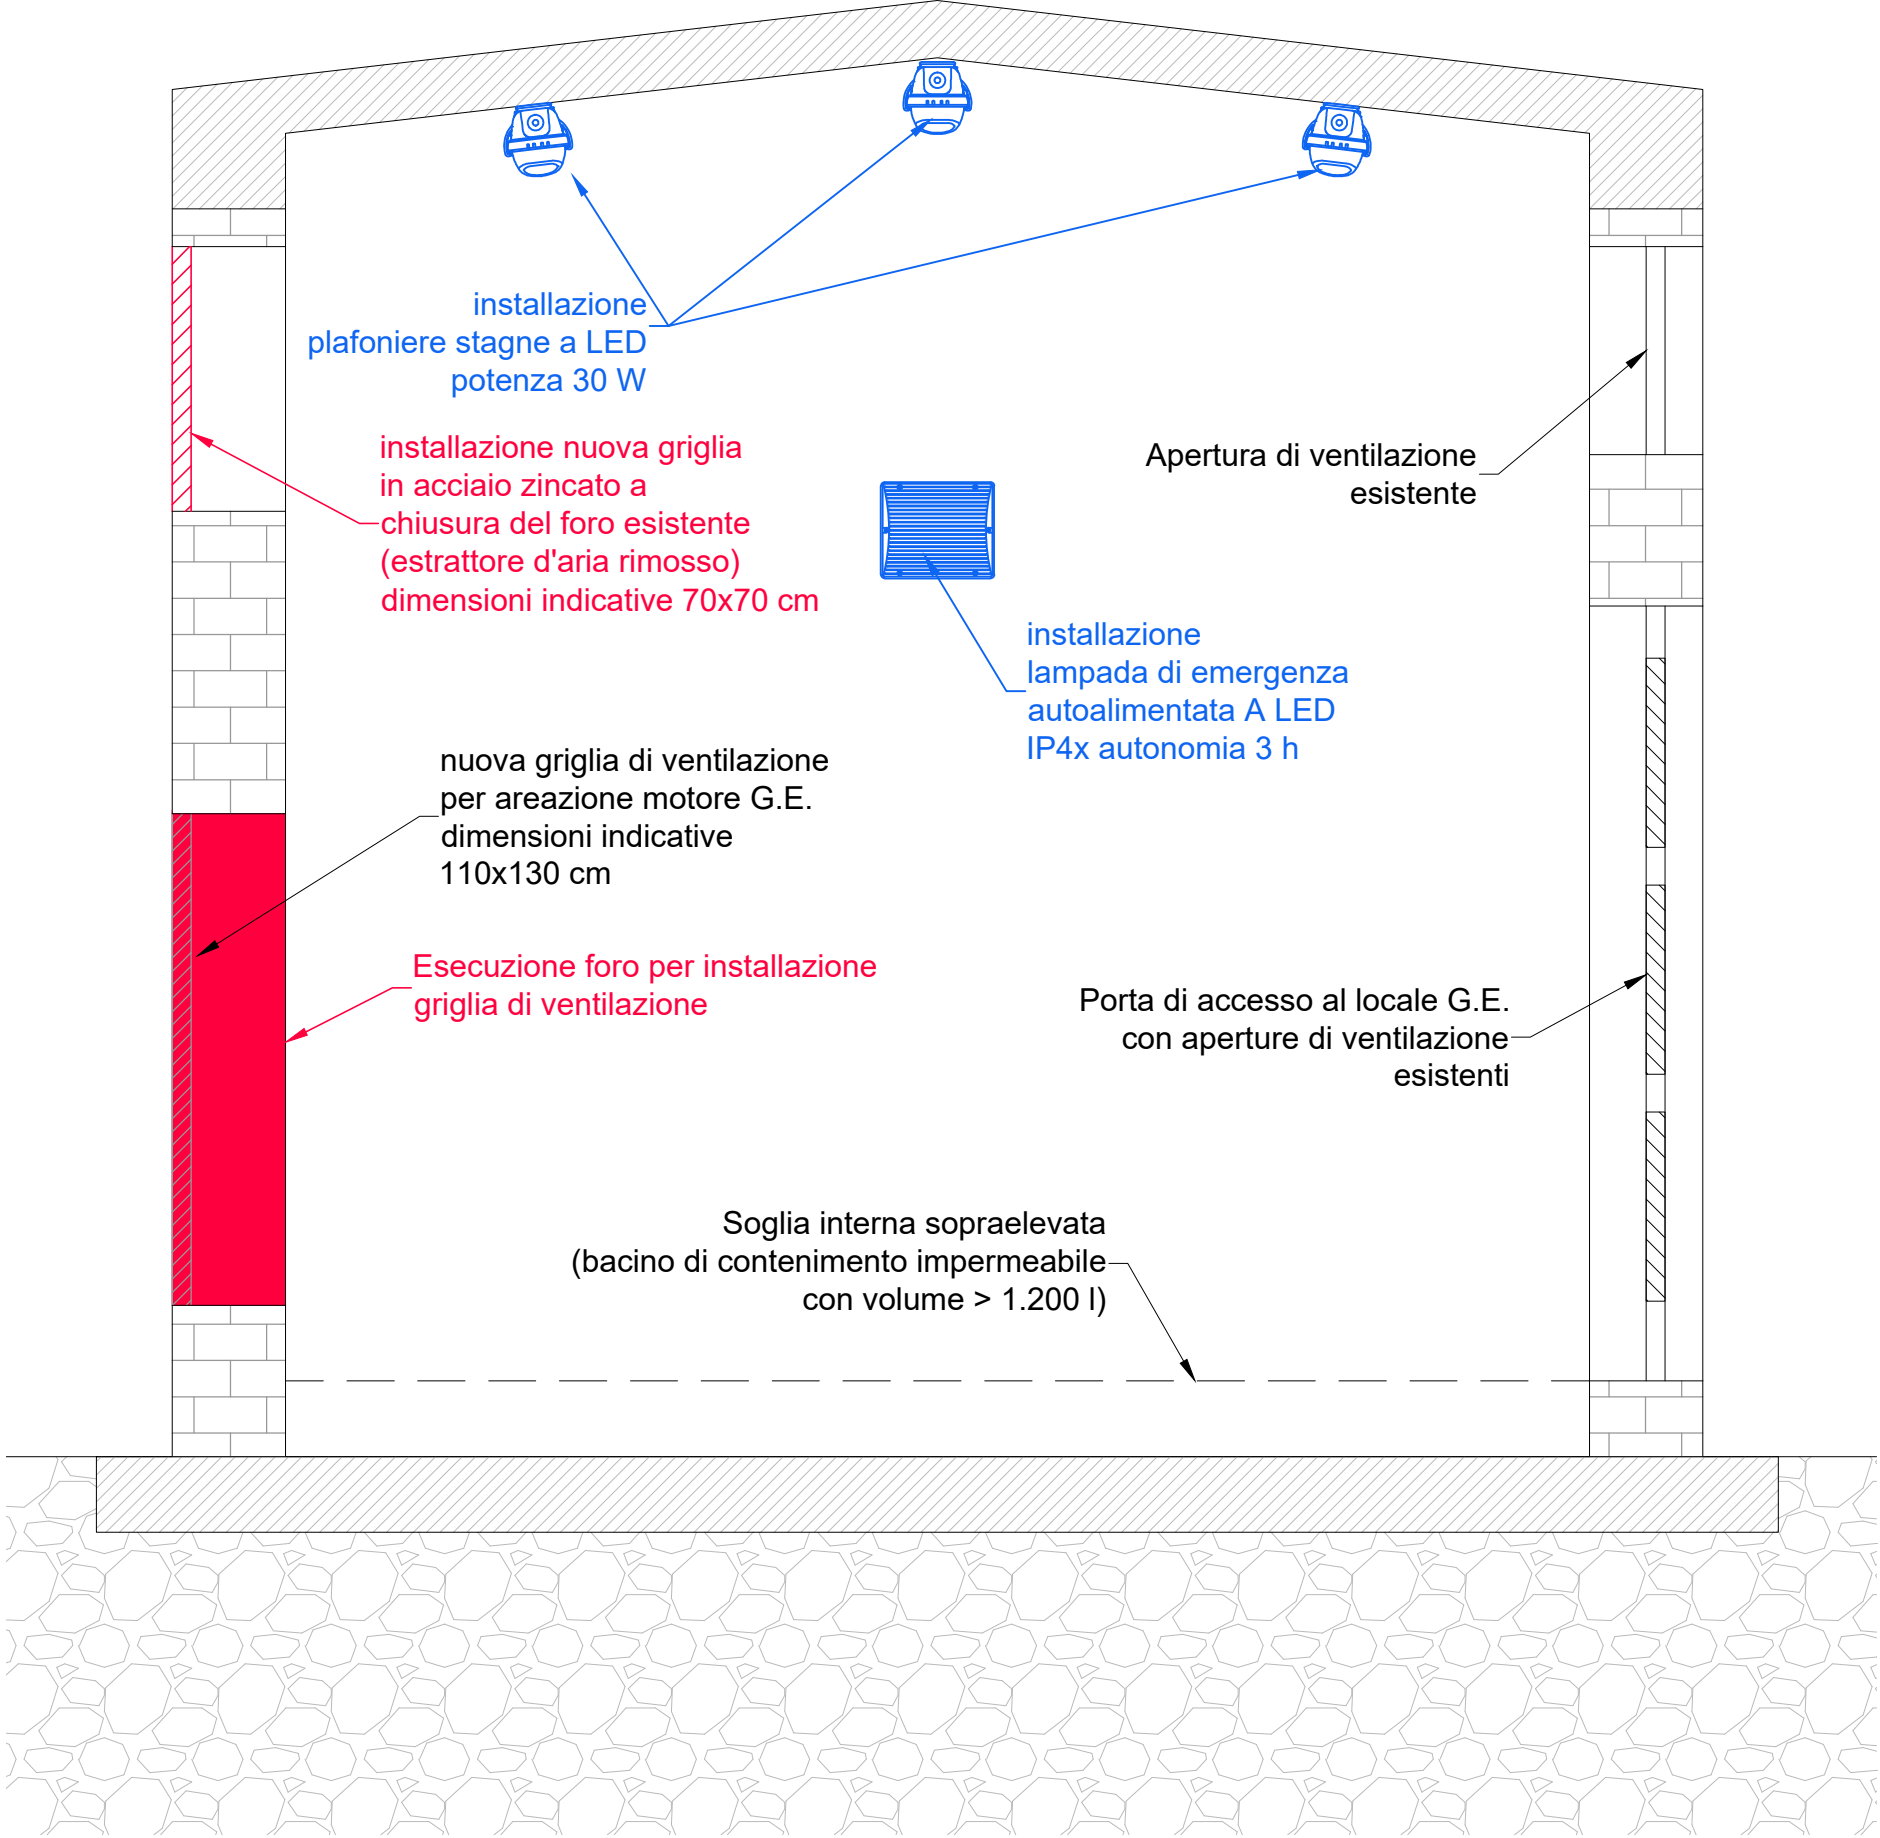 installazione
plafoniere stagne a LED
potenza 30 W
installazione nuova griglia
in acciaio zincato a
chiusura del foro esistente
(estrattore d'aria rimosso)
dimensioni indicative 70x70 cm
Apertura di ventilazione
esistente
installazione
lampada di emergenza
autoalimentata A LED
IP4x autonomia 3 h
nuova griglia di ventilazione
per areazione motore G.E.
dimensioni indicative
110x130 cm
Esecuzione foro per installazione
griglia di ventilazione
Porta di accesso al locale G.E.
con aperture di ventilazione
esistenti
Soglia interna sopraelevata
(bacino di contenimento impermeabile
con volume > 1.200 l)